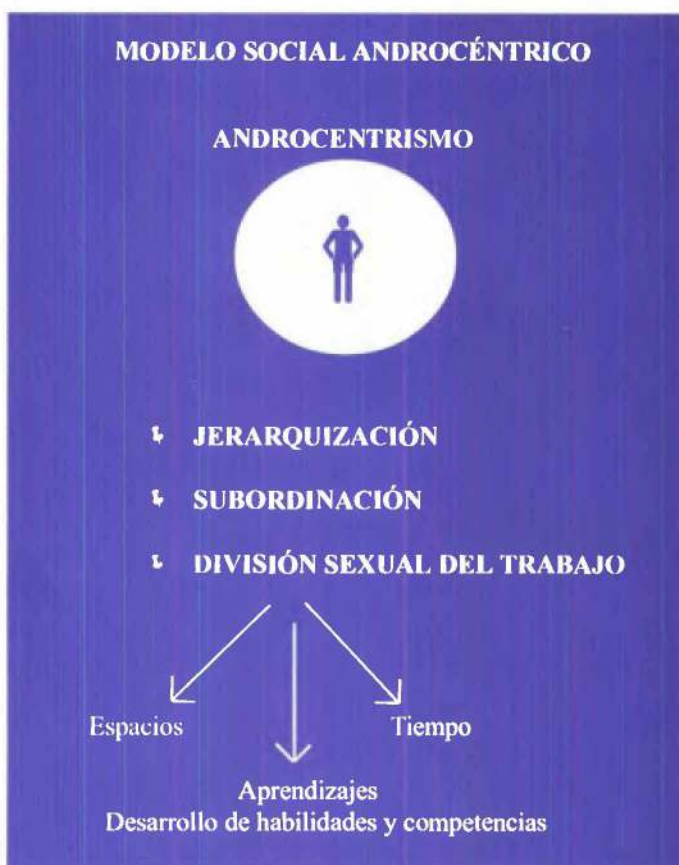 MODELO SOCIAL ANDROCÉNTRICO
ANDROCENTRISMO
JERARQUIZACIÓN
SUBORDINACIÓN
DIVISIÓN SEXUAL DEL TRABAJO
Espacios Tiempo
Aprendizajes
Desarrollo de habilidades y competencias